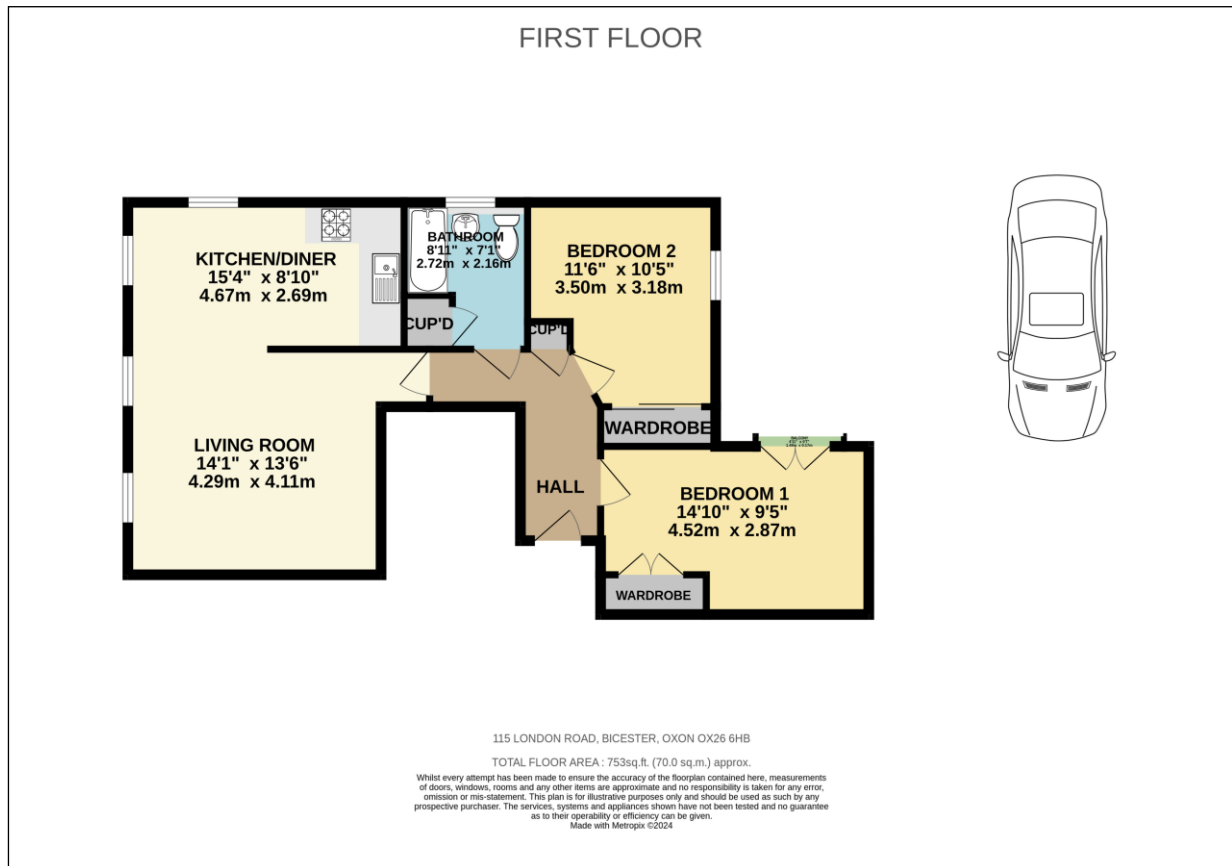 FIRST FLOOR
KITCHEN/DINER
15'4" x 8'10"
4.67m x 2.69m
BATHROOM
8'11" x 7'1"
2.72m x 2.16m
BEDROOM 2
11'6" x 10'5"
3.50m x 3.18m
CUP'D
CUP'D
WARDROBE
LIVING ROOM
14'1" x 13'6"
4.29m x 4.11m
HALL
BEDROOM 1
14'10" x 9'5"
4.52m x 2.87m
WARDROBE
115 LONDON ROAD, BICESTER, OXON OX26 6HB
TOTAL FLOOR AREA : 753sq.ft. (70.0 sq.m.) approx.
Whilst every attempt has been made to ensure the accuracy of the floorplan contained here, measurements
of doors, windows, rooms and any other items are approximate and no responsibility is taken for any error,
omission or mis-statement. This plan is for illustrative purposes only and should be used as such by any
prospective purchaser. The services, systems and appliances shown have not been tested and no guarantee
as to their operability or efficiency can be given.
Made with Metropix ©2024